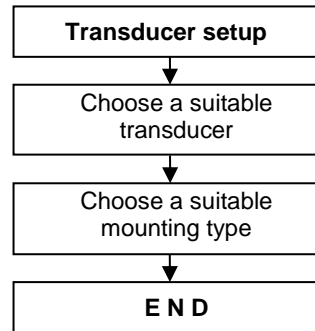 Transducer setup
Choose a suitable
transducer
Choose a suitable
mounting type
E N D